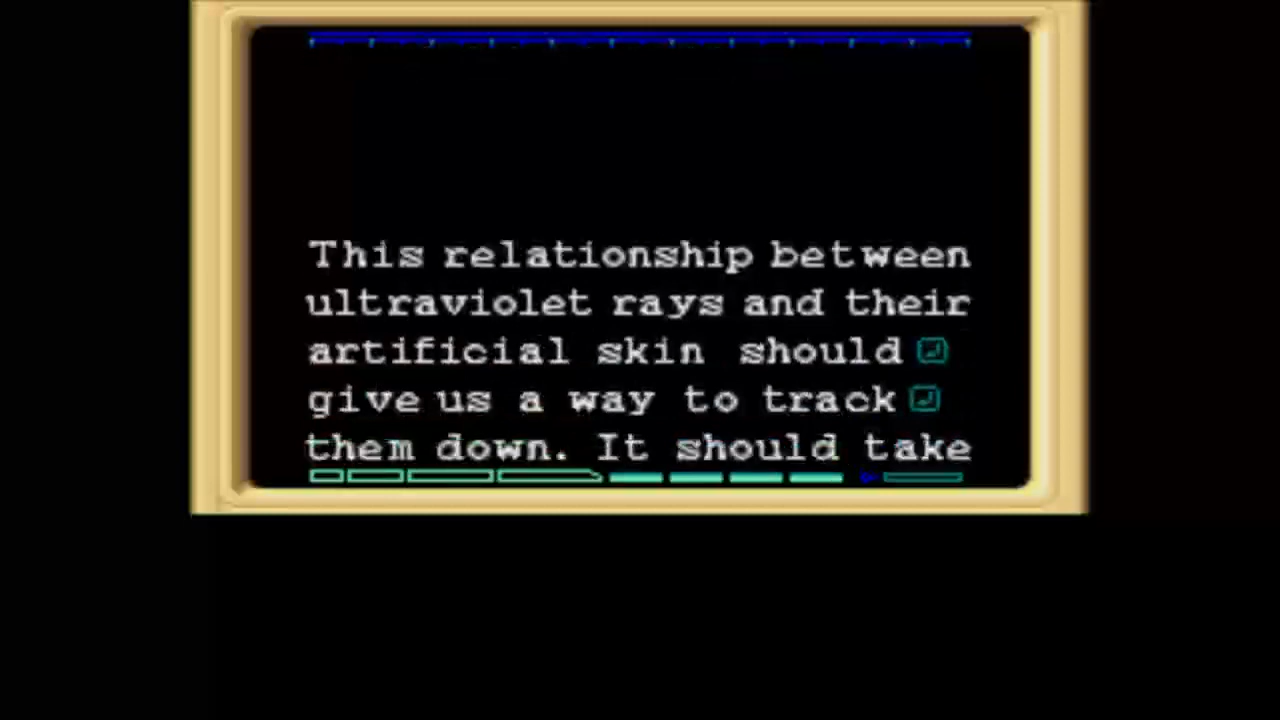 This relationship between
ultraviolet rays and their
artificial skin should
give us a way to track
them down. It should take